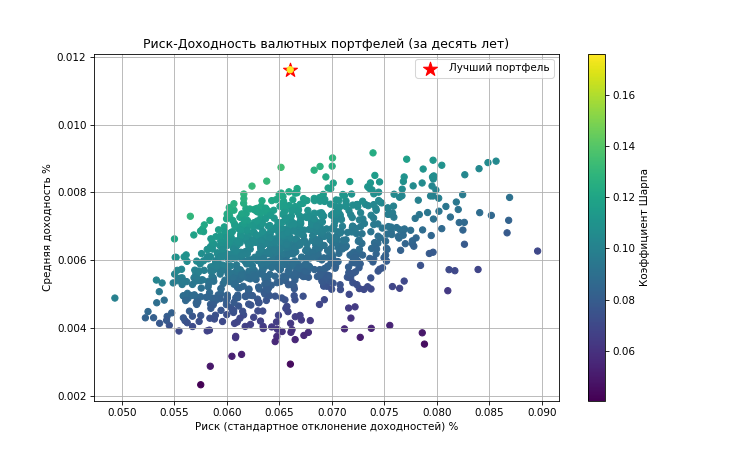 Риск-Доходность валютных портфелей (за десять лет)
Лучший портфель
Средняя доходность %
0.012
0.010
0.008
0.006
0.004
0.002
0.050 0.055 0.060 0.065 0.070 0.075 0.080 0.085 0.090
Риск (стандартное отклонение доходностей) %
0.16
0.14
0.12
0.10
0.08
0.06
Коэффициент Шарпа